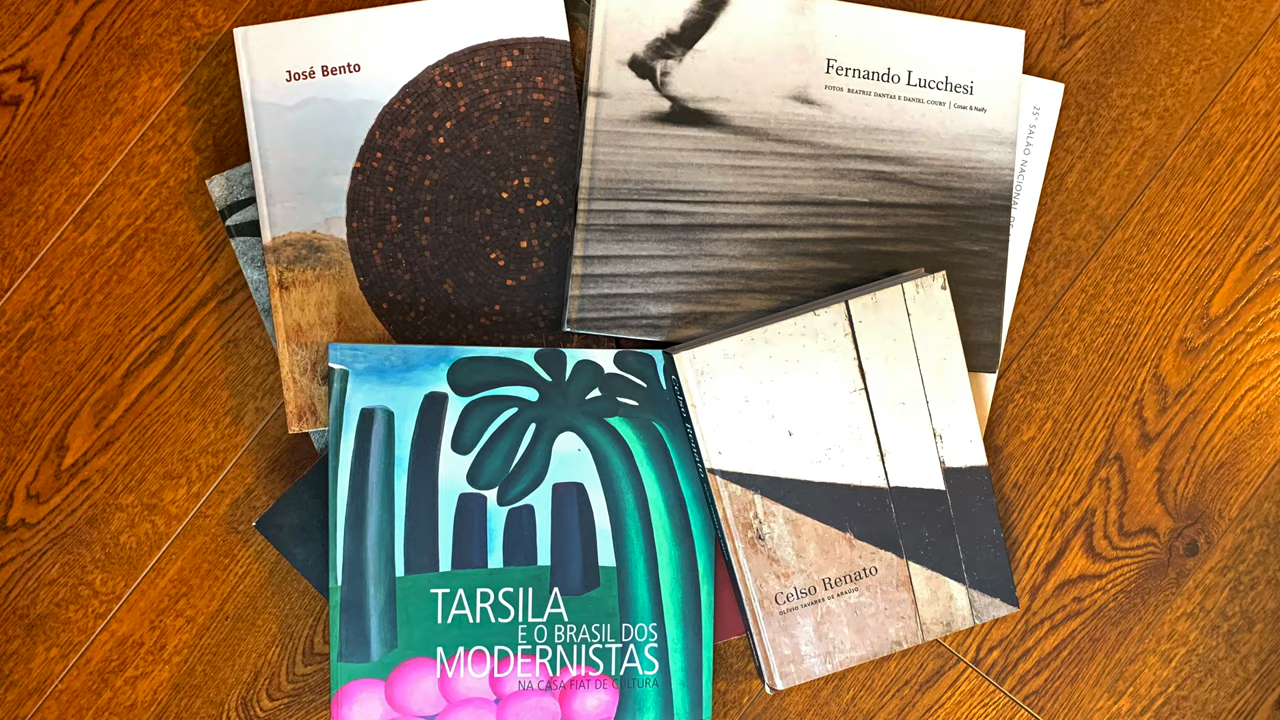 José Bento
Fernando Lucchesi
FOTOS BEATRIZ DANTAS E DANIEL COURY | Cosac & Naify
25º SALÃO NACIONAL DE
TARSILA
E O BRASIL DOS
MODERNISTAS
NA CASA FIAT DE CULTURA
Celso Renato
Celso Renato
OLÍVIO TAVARES DE ARAÚJO